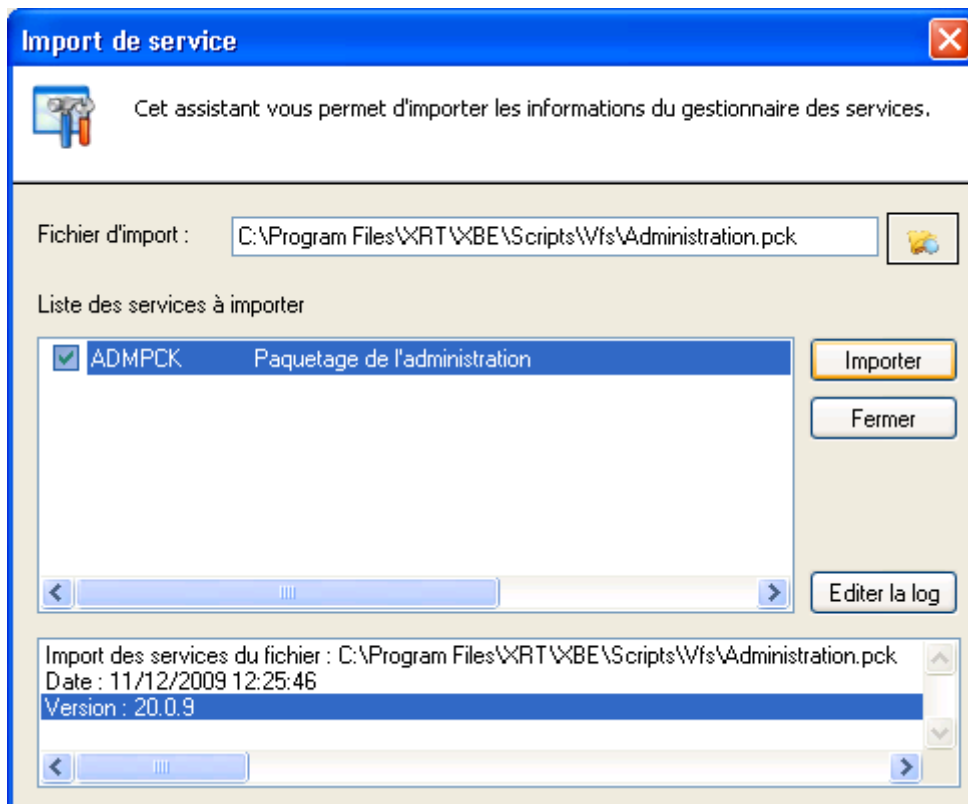 Import de service
Cet assistant vous permet d'importer les informations du gestionnaire des services.
Fichier d'import :
C:\Program Files\XRT\XBE\Scripts\Vfs\Administration.pck
Liste des services à importer
ADMPCK Paquetage de l'administration
Importer
Fermer
Editer la log
Import des services du fichier : C:\Program Files\XRT\XBE\Scripts\Vfs\Administration.pck
Date : 11/12/2009 12:25:46
Version : 20.0.9